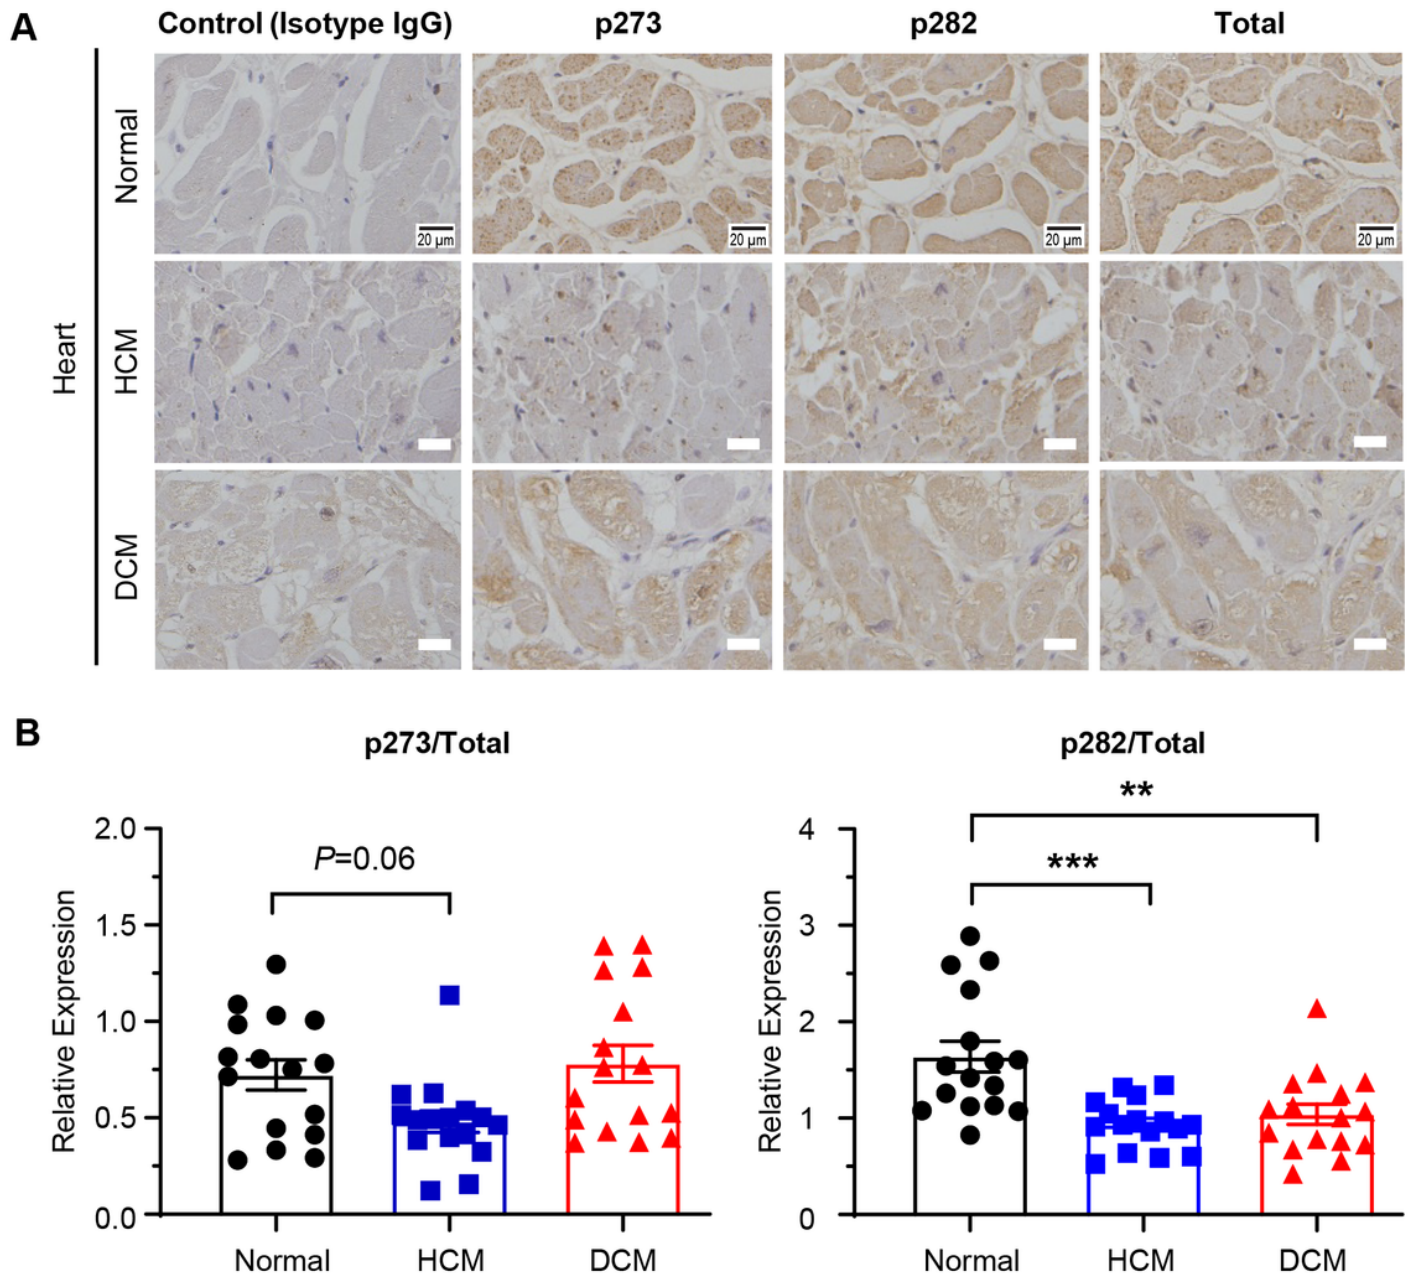 A
Control (Isotype IgG)
p273
p282
Total
Heart
Normal
20 µm
20 µm
20 µm
20 µm
HCM
DCM
B
p273/Total
Relative Expression
2.0
1.5
1.0
0.5
0.0
P=0.06
Normal
HCM
DCM
p282/Total
Relative Expression
4
3
2
1
0
**
***
Normal
HCM
DCM